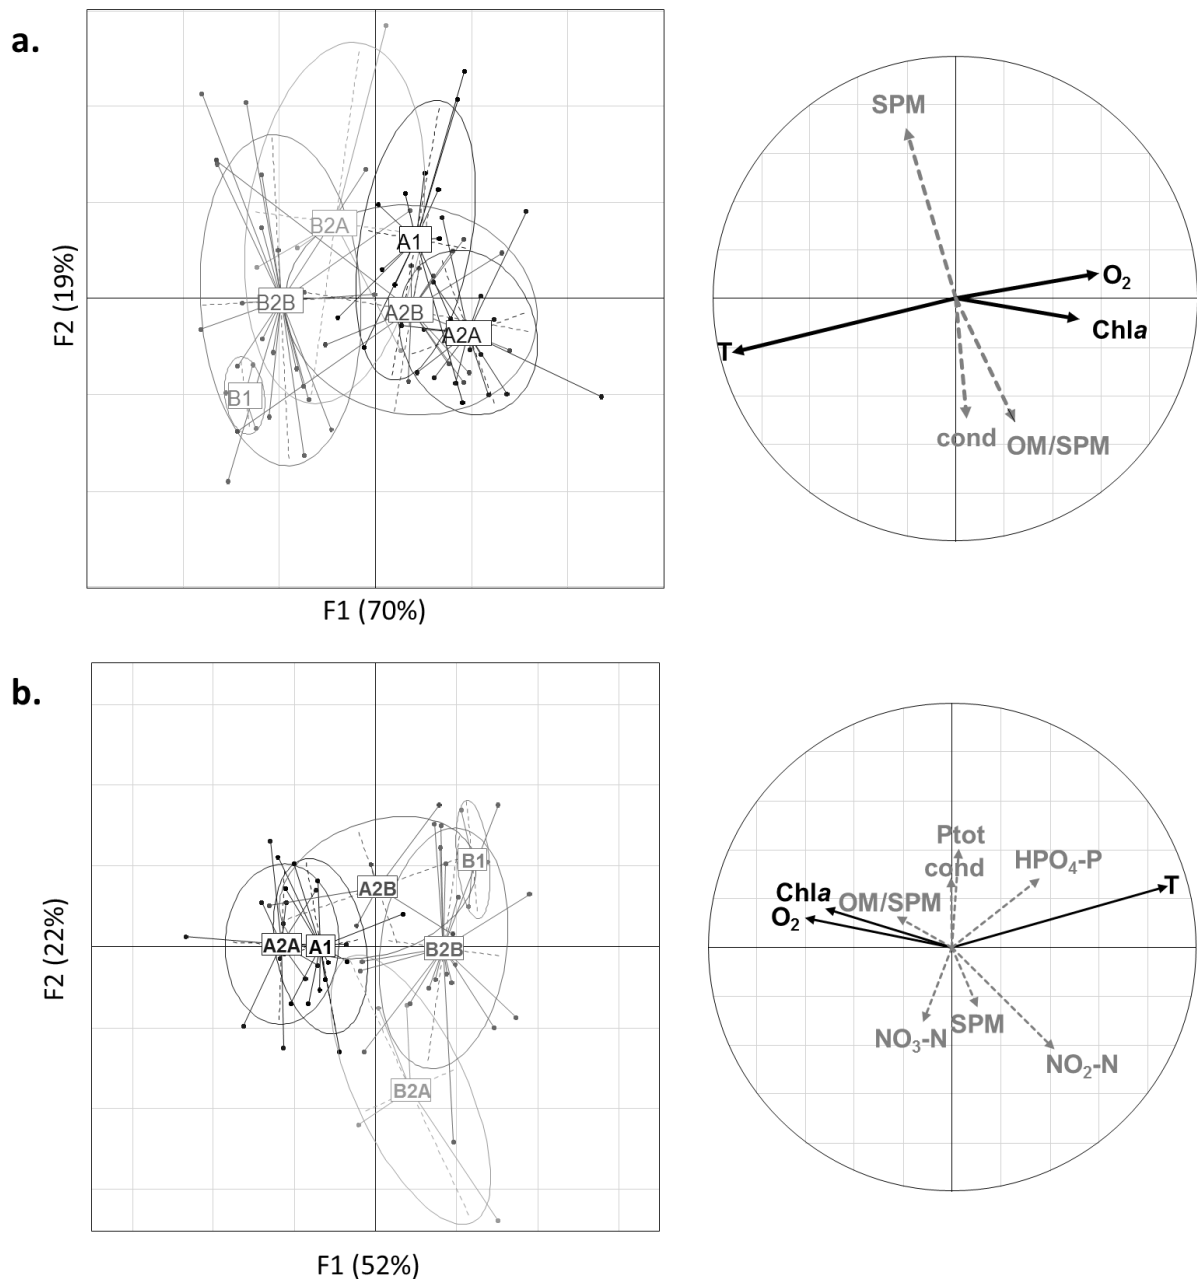 a.
SPM
B2A
A1
O₂
B2B
A2B
F2 (19%)
A2A
Chla
T
B1
cond
OM/SPM
F1 (70%)
b.
Ptot
cond
HPO₄-P
T
B1
A2B
Chla
OM/SPM
O₂
A2A
A1
B2B
F2 (22%)
NO₃-N
SPM
NO₂-N
B2A
F1 (52%)